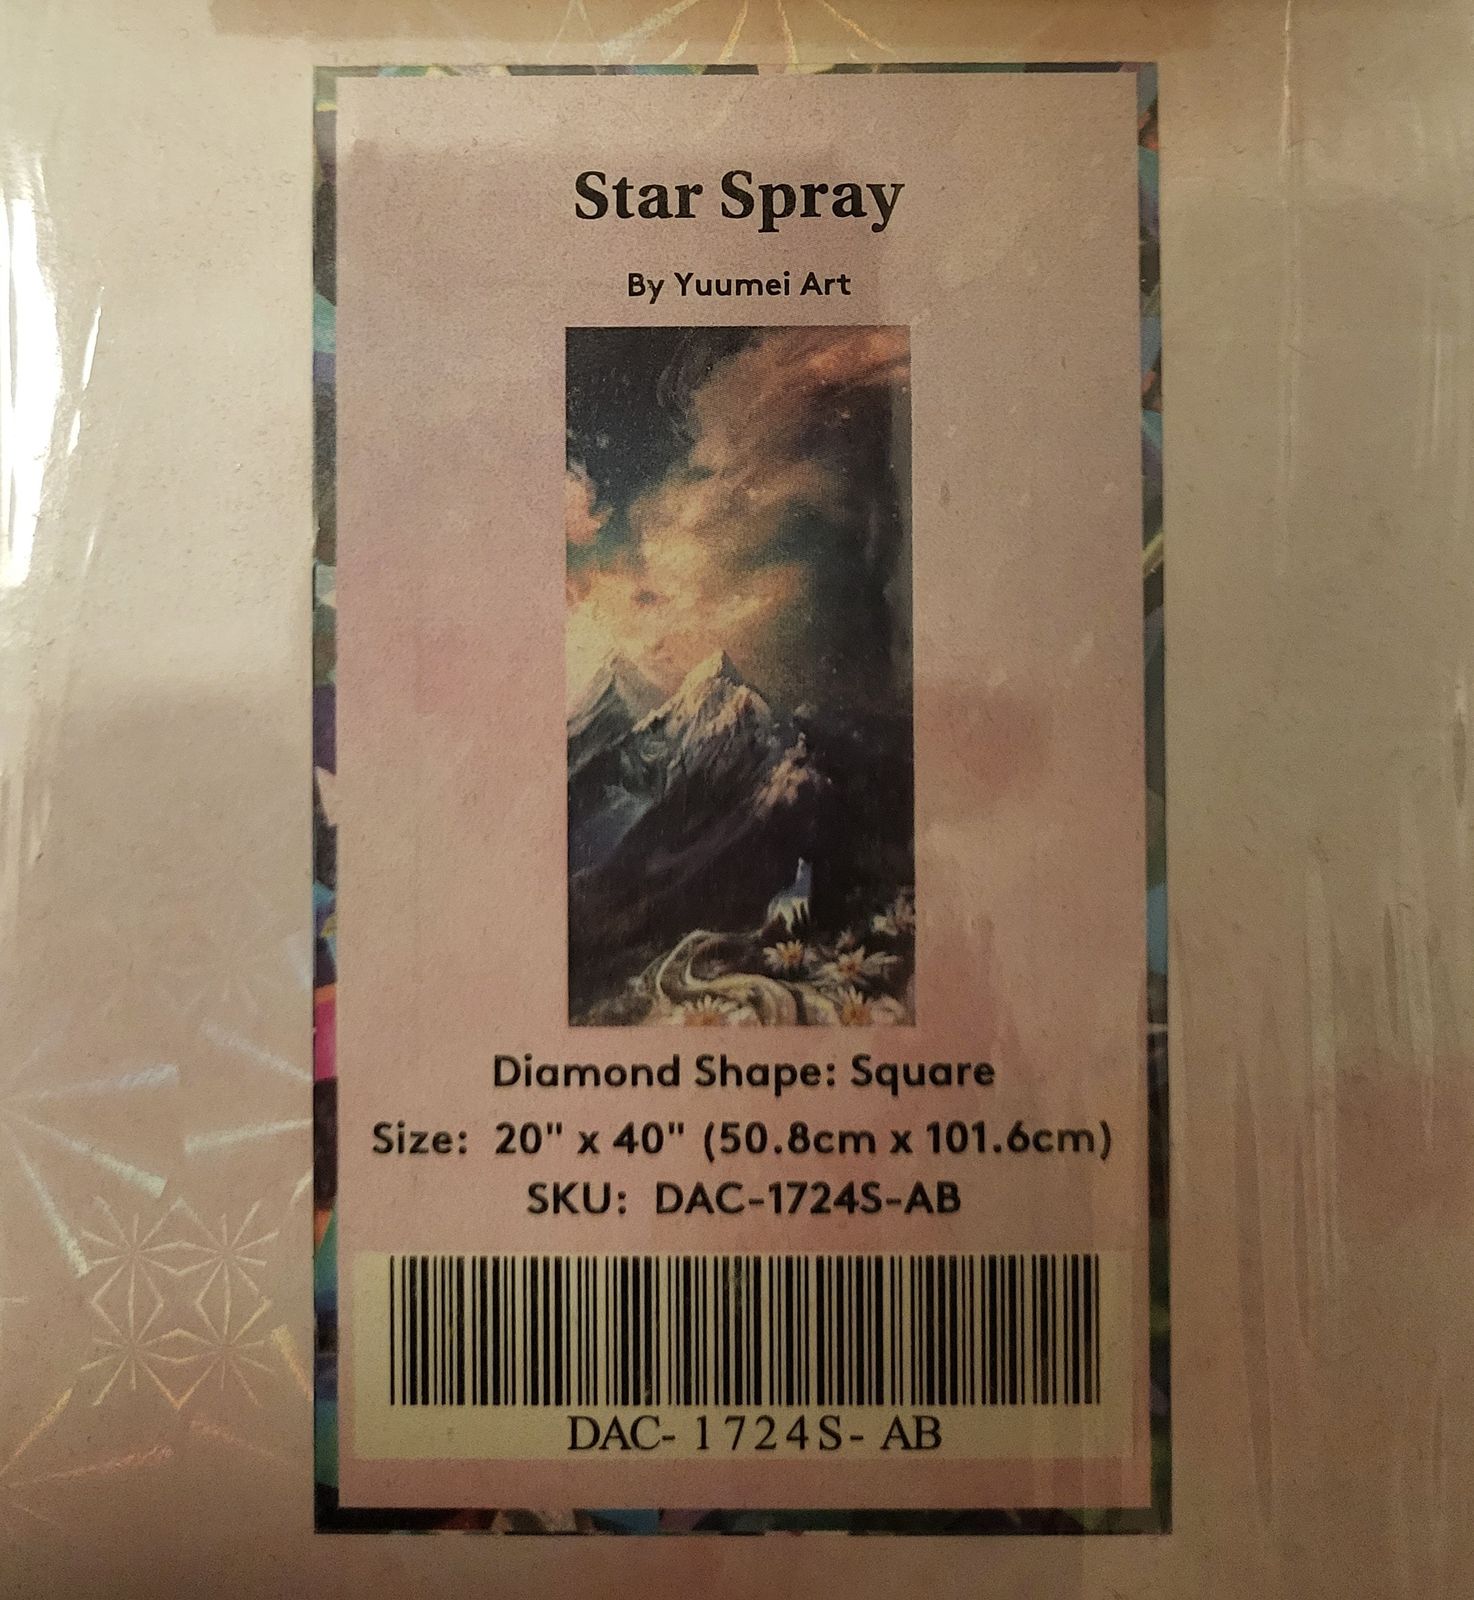 Star Spray
By Yuumei Art
Diamond Shape: Square
Size: 20" x 40" (50.8cm x 101.6cm)
SKU: DAC-1724S-AB
DAC- 1724S- AB